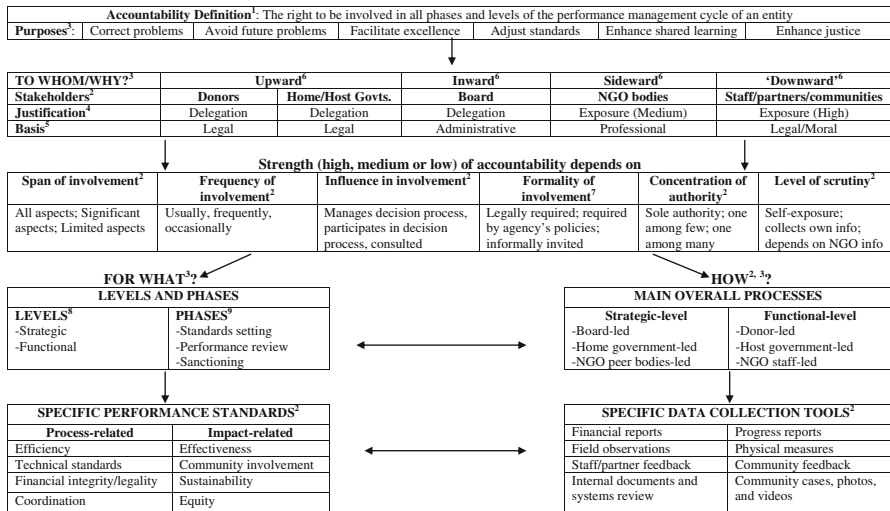 Accountability Definition¹: The right to be involved in all phases and levels of the performance management cycle of an entity
Purposes³: Correct problems Avoid future problems Facilitate excellence Adjust standards Enhance shared learning Enhance justice
TO WHOM/WHY?³ Upward⁶ Inward⁶ Sideward⁶ ‘Downward’⁶
Stakeholders² Donors Home/Host Govts. Board NGO bodies Staff/partners/communities
Justification⁴ Delegation Delegation Delegation Exposure (Medium) Exposure (High)
Basis⁵ Legal Legal Administrative Professional Legal/Moral
Strength (high, medium or low) of accountability depends on
Span of involvement² Frequency of involvement² Influence in involvement² Formality of involvement⁷ Concentration of authority² Level of scrutiny²
All aspects; Significant aspects; Limited aspects
Usually, frequently, occasionally
Manages decision process, participates in decision process, consulted
Legally required; required by agency's policies; informally invited
Sole authority; one among few; one among many
Self-exposure; collects own info; depends on NGO info
FOR WHAT³?
LEVELS AND PHASES
LEVELS⁸
-Strategic
-Functional
PHASES⁹
-Standards setting
-Performance review
-Sanctioning
HOW²˒ ³?
MAIN OVERALL PROCESSES
Strategic-level
-Board-led
-Home government-led
-NGO peer bodies-led
Functional-level
-Donor-led
-Host government-led
-NGO staff-led
SPECIFIC PERFORMANCE STANDARDS²
Process-related Impact-related
Efficiency Effectiveness
Technical standards Community involvement
Financial integrity/legality Sustainability
Coordination Equity
SPECIFIC DATA COLLECTION TOOLS²
Financial reports Progress reports
Field observations Physical measures
Staff/partner feedback Community feedback
Internal documents and systems review
Community cases, photos, and videos